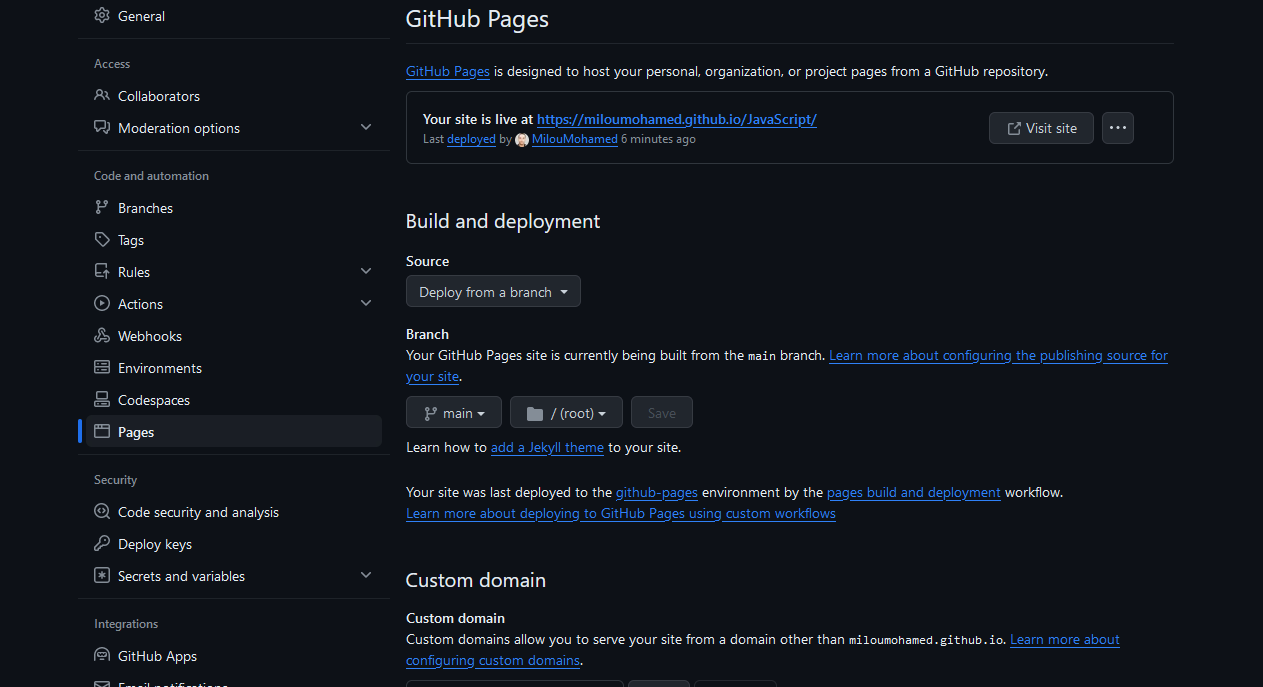 General
Access
Collaborators
Moderation options
Code and automation
Branches
Tags
Rules
Actions
Webhooks
Environments
Codespaces
Pages
Security
Code security and analysis
Deploy keys
Secrets and variables
Integrations
GitHub Apps
Email notifications
GitHub Pages
GitHub Pages is designed to host your personal, organization, or project pages from a GitHub repository.
Your site is live at https://miloumohamed.github.io/JavaScript/
Last deployed by MilouMohamed 6 minutes ago
Visit site
Build and deployment
Source
Deploy from a branch
Branch
Your GitHub Pages site is currently being built from the main branch. Learn more about configuring the publishing source for
your site.
main
/ (root)
Save
Learn how to add a Jekyll theme to your site.
Your site was last deployed to the github-pages environment by the pages build and deployment workflow.
Learn more about deploying to GitHub Pages using custom workflows
Custom domain
Custom domain
Custom domains allow you to serve your site from a domain other than miloumohamed.github.io. Learn more about
configuring custom domains.